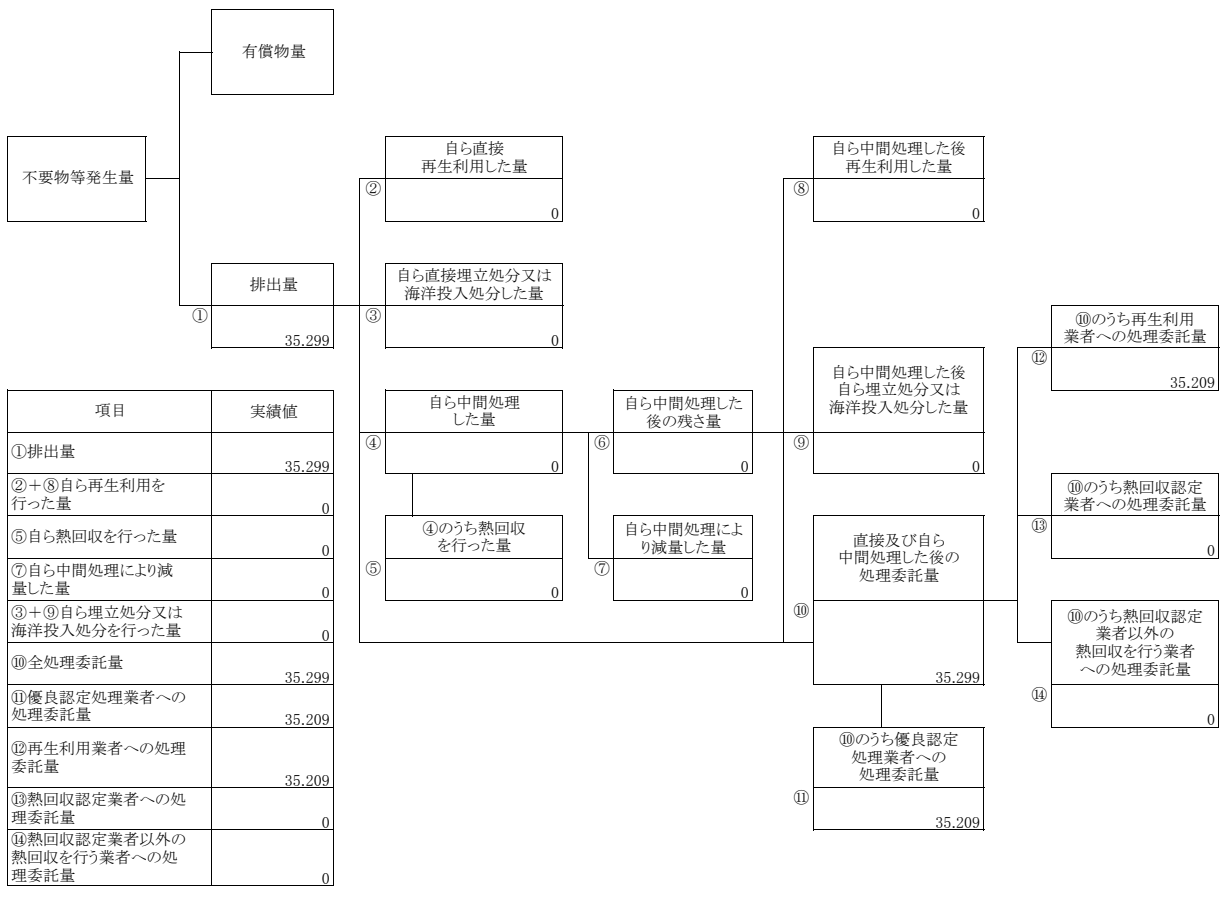 有償物量
不要物等発生量
排出量
①
35.299
自ら直接
再生利用した量
②
0
自ら直接埋立処分又は
海洋投入処分した量
③
0
自ら中間処理
した量
④
0
④のうち熱回収
を行った量
⑤
0
自ら中間処理した
後の残さ量
⑥
0
自ら中間処理によ
り減量した量
⑦
0
自ら中間処理した後
再生利用した量
⑧
0
自ら中間処理した後
自ら埋立処分又は
海洋投入処分した量
⑨
0
直接及び自ら
中間処理した後の
処理委託量
⑩
35.299
⑩のうち優良認定
処理業者への
処理委託量
⑪
35.209
⑩のうち再生利用
業者への処理委託量
⑫
35.209
⑩のうち熱回収認定
業者への処理委託量
⑬
0
⑩のうち熱回収認定
業者以外の
熱回収を行う業者
への処理委託量
⑭
0
項目 実績値
①排出量
35.299
②＋⑧自ら再生利用を
行った量
0
⑤自ら熱回収を行った量
0
⑦自ら中間処理により減
量した量
0
③＋⑨自ら埋立処分又は
海洋投入処分を行った量
0
⑩全処理委託量
35.299
⑪優良認定処理業者への
処理委託量
35.209
⑫再生利用業者への処理
委託量
35.209
⑬熱回収認定業者への処
理委託量
0
⑭熱回収認定業者以外の
熱回収を行う業者への処
理委託量
0